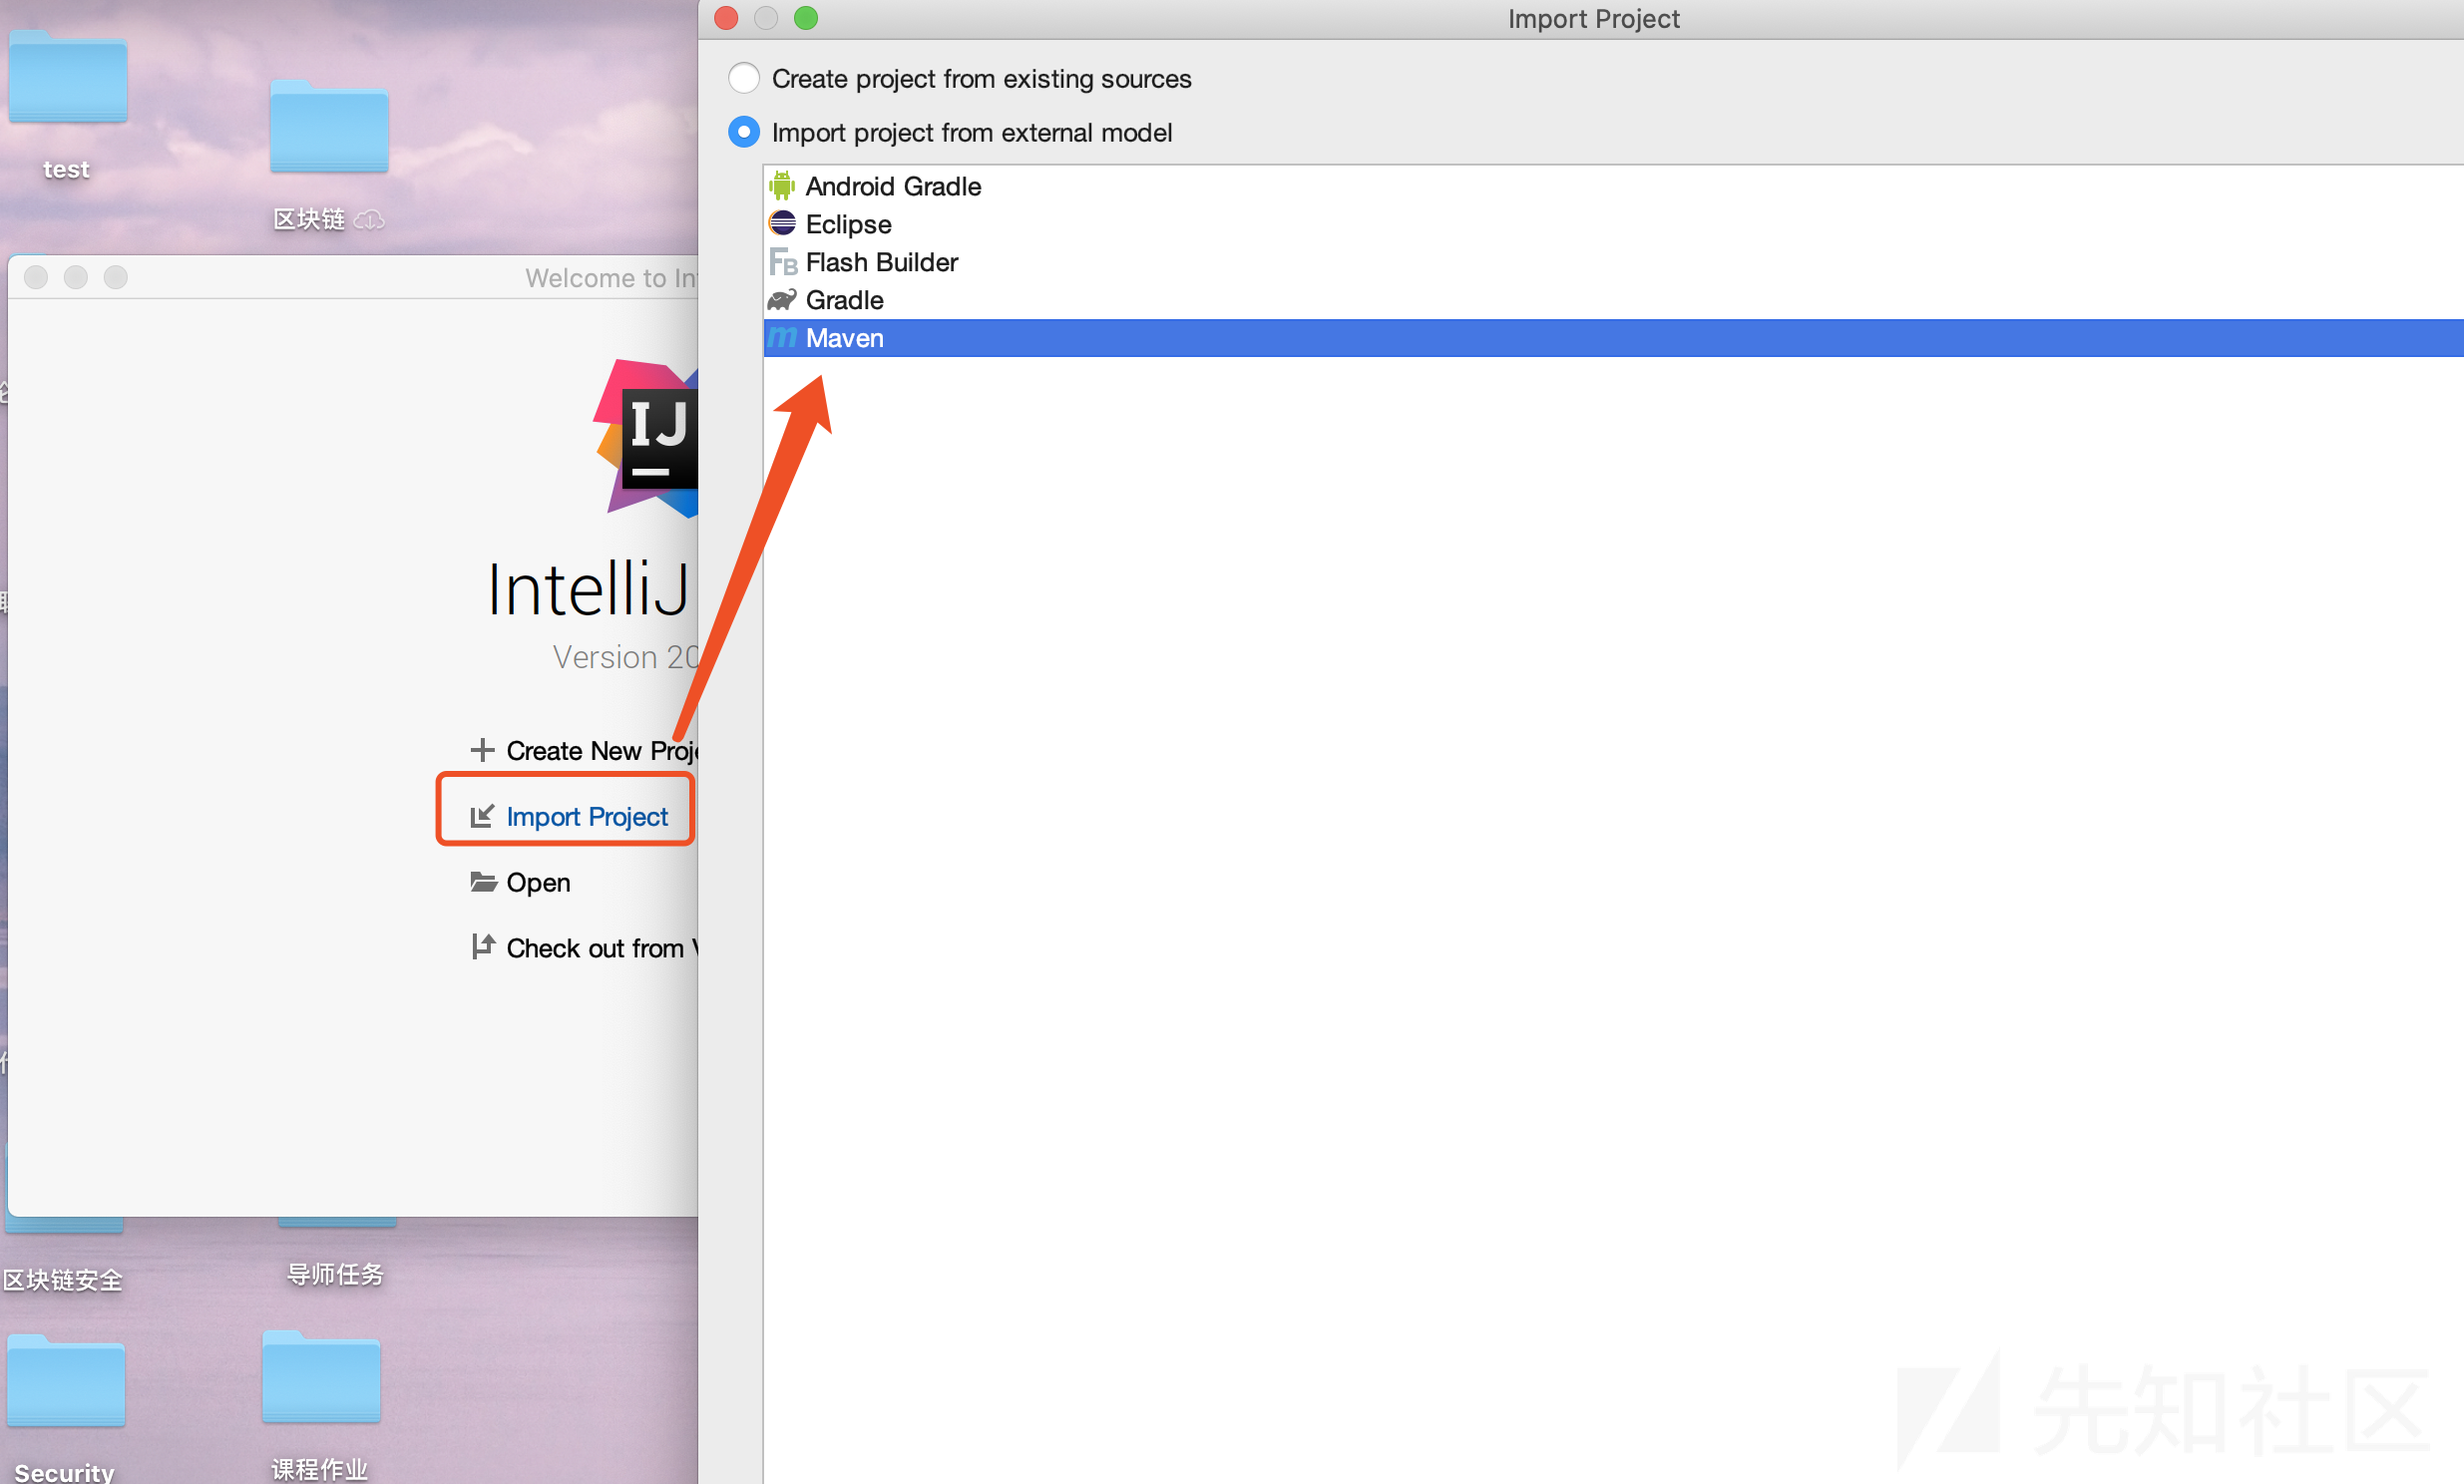 test
区块链
Welcome to In
IJ
IntelliJ
Version 20
Create New Proje
Import Project
Open
Check out from V
区块链安全
导师任务
Security
课程作业
Import Project
Create project from existing sources
Import project from external model
Android Gradle
Eclipse
FB Flash Builder
Gradle
m Maven
先知社区